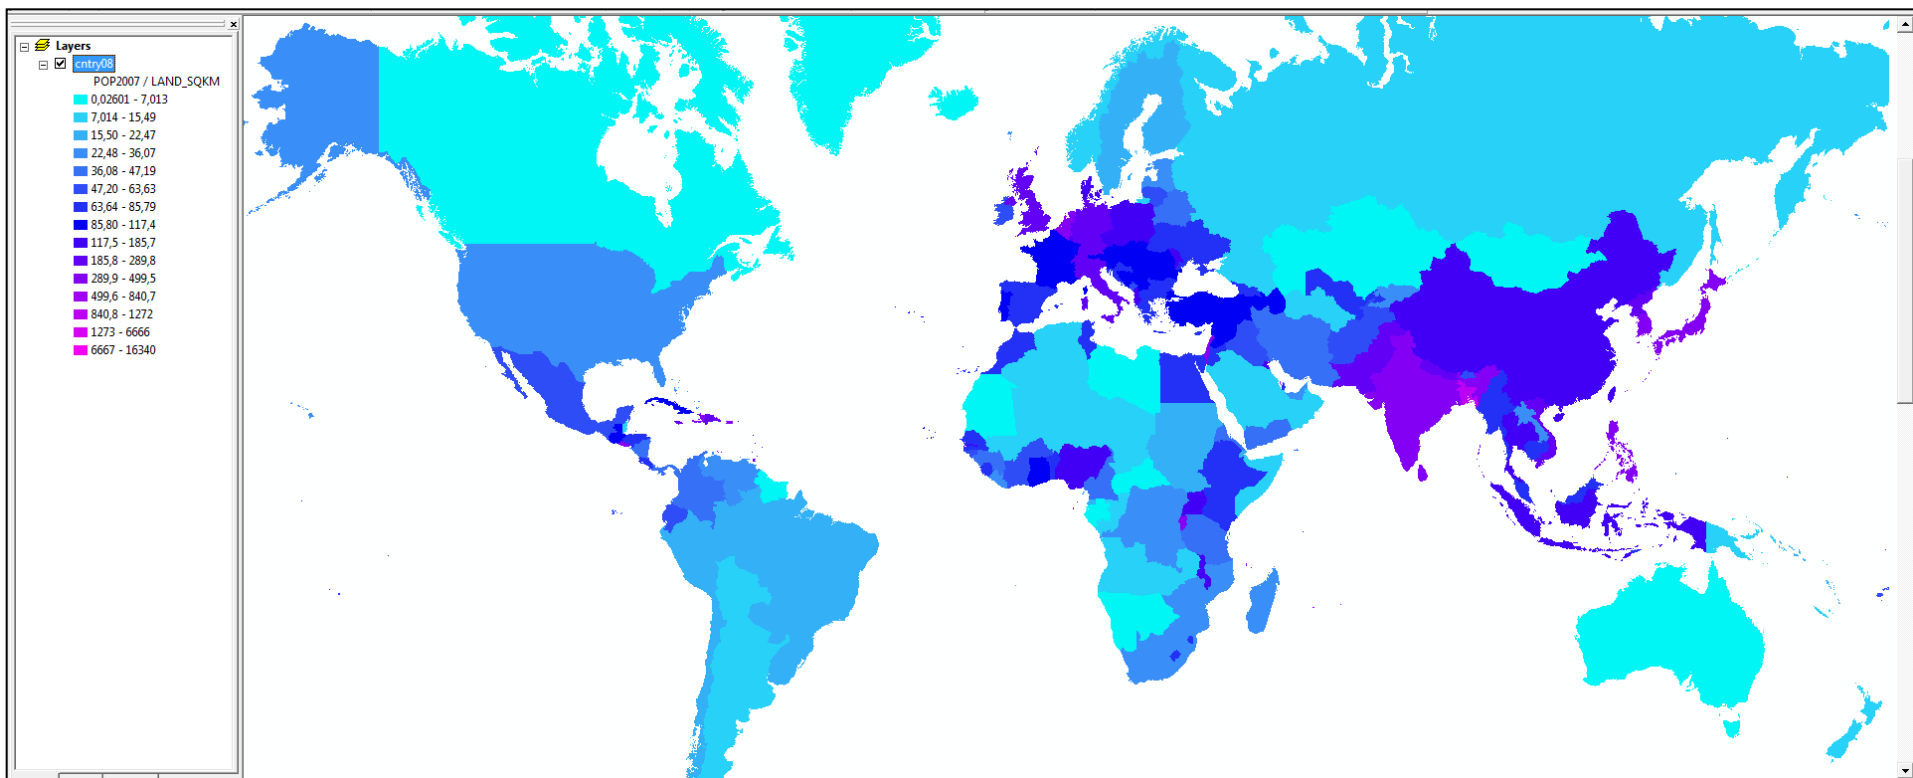 Layers
cntry08
POP2007 / LAND_SQKM
0,02601 - 7,013
7,014 - 15,49
15,50 - 22,47
22,48 - 36,07
36,08 - 47,19
47,20 - 63,63
63,64 - 85,79
85,80 - 117,4
117,5 - 185,7
185,8 - 289,8
289,9 - 499,5
499,6 - 840,7
840,8 - 1272
1273 - 6666
6667 - 16340